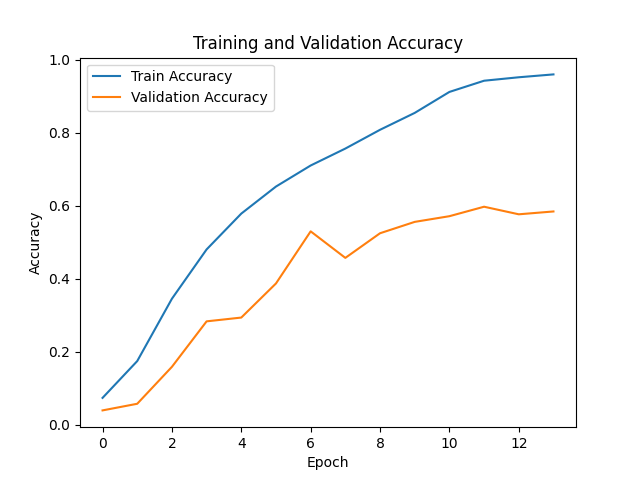 Training and Validation Accuracy
Train Accuracy
Validation Accuracy
Accuracy
1.0
0.8
0.6
0.4
0.2
0.0
0 2 4 6 8 10 12
Epoch